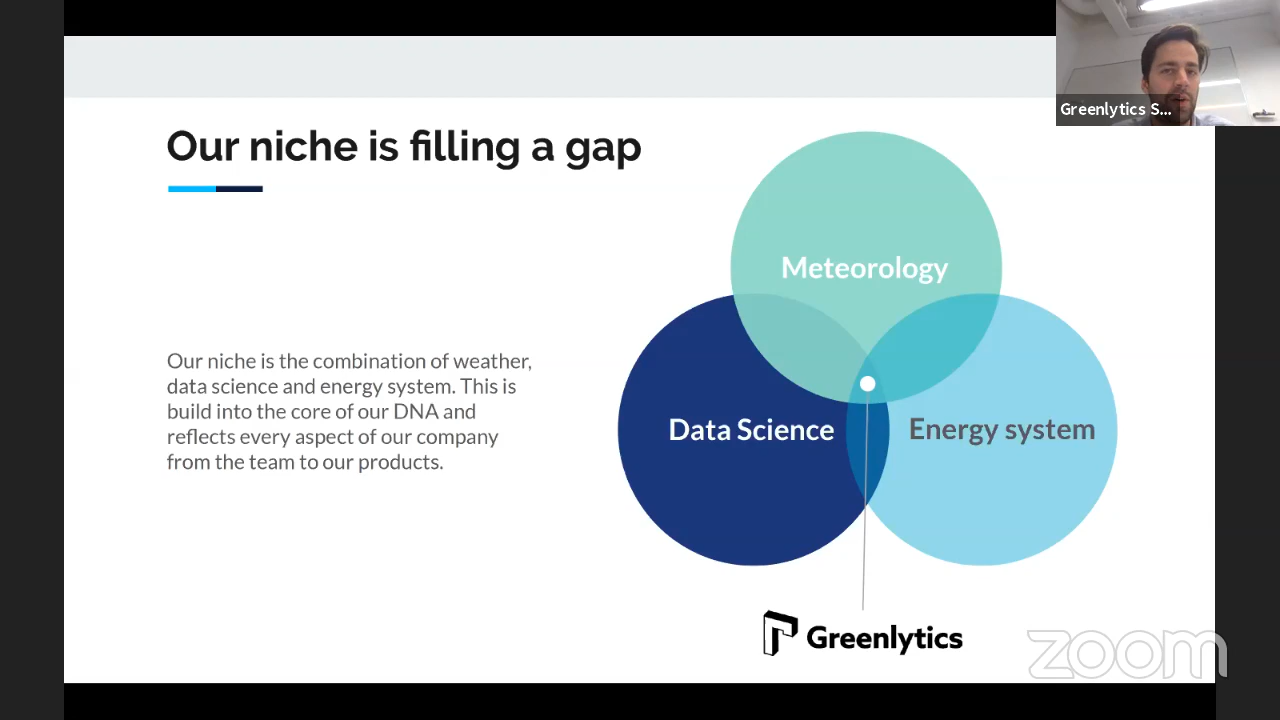 Greenlytics S...
Our niche is filling a gap
Meteorology
Our niche is the combination of weather,
data science and energy system. This is
build into the core of our DNA and
reflects every aspect of our company
from the team to our products.
Data Science
Energy system
Greenlytics
zoom